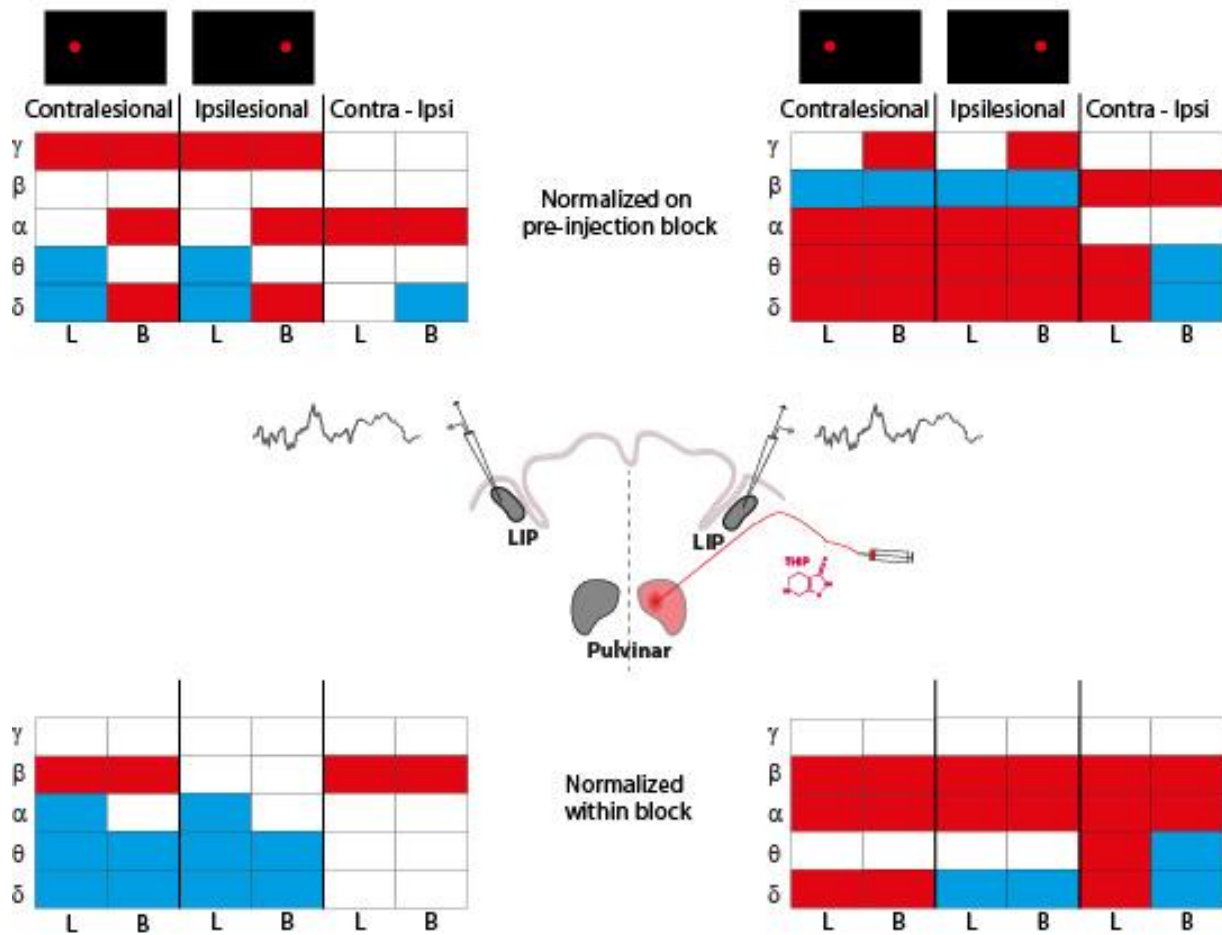 Contralesional Ipsilesional Contra - Ipsi
γ
β
α
θ
δ
L B L B L B
Normalized on
pre-injection block
Contralesional Ipsilesional Contra - Ipsi
γ
β
α
θ
δ
L B L B L B
LIP
LIP
THIP
Pulvinar
γ
β
α
θ
δ
L B L B L B
Normalized
within block
γ
β
α
θ
δ
L B L B L B